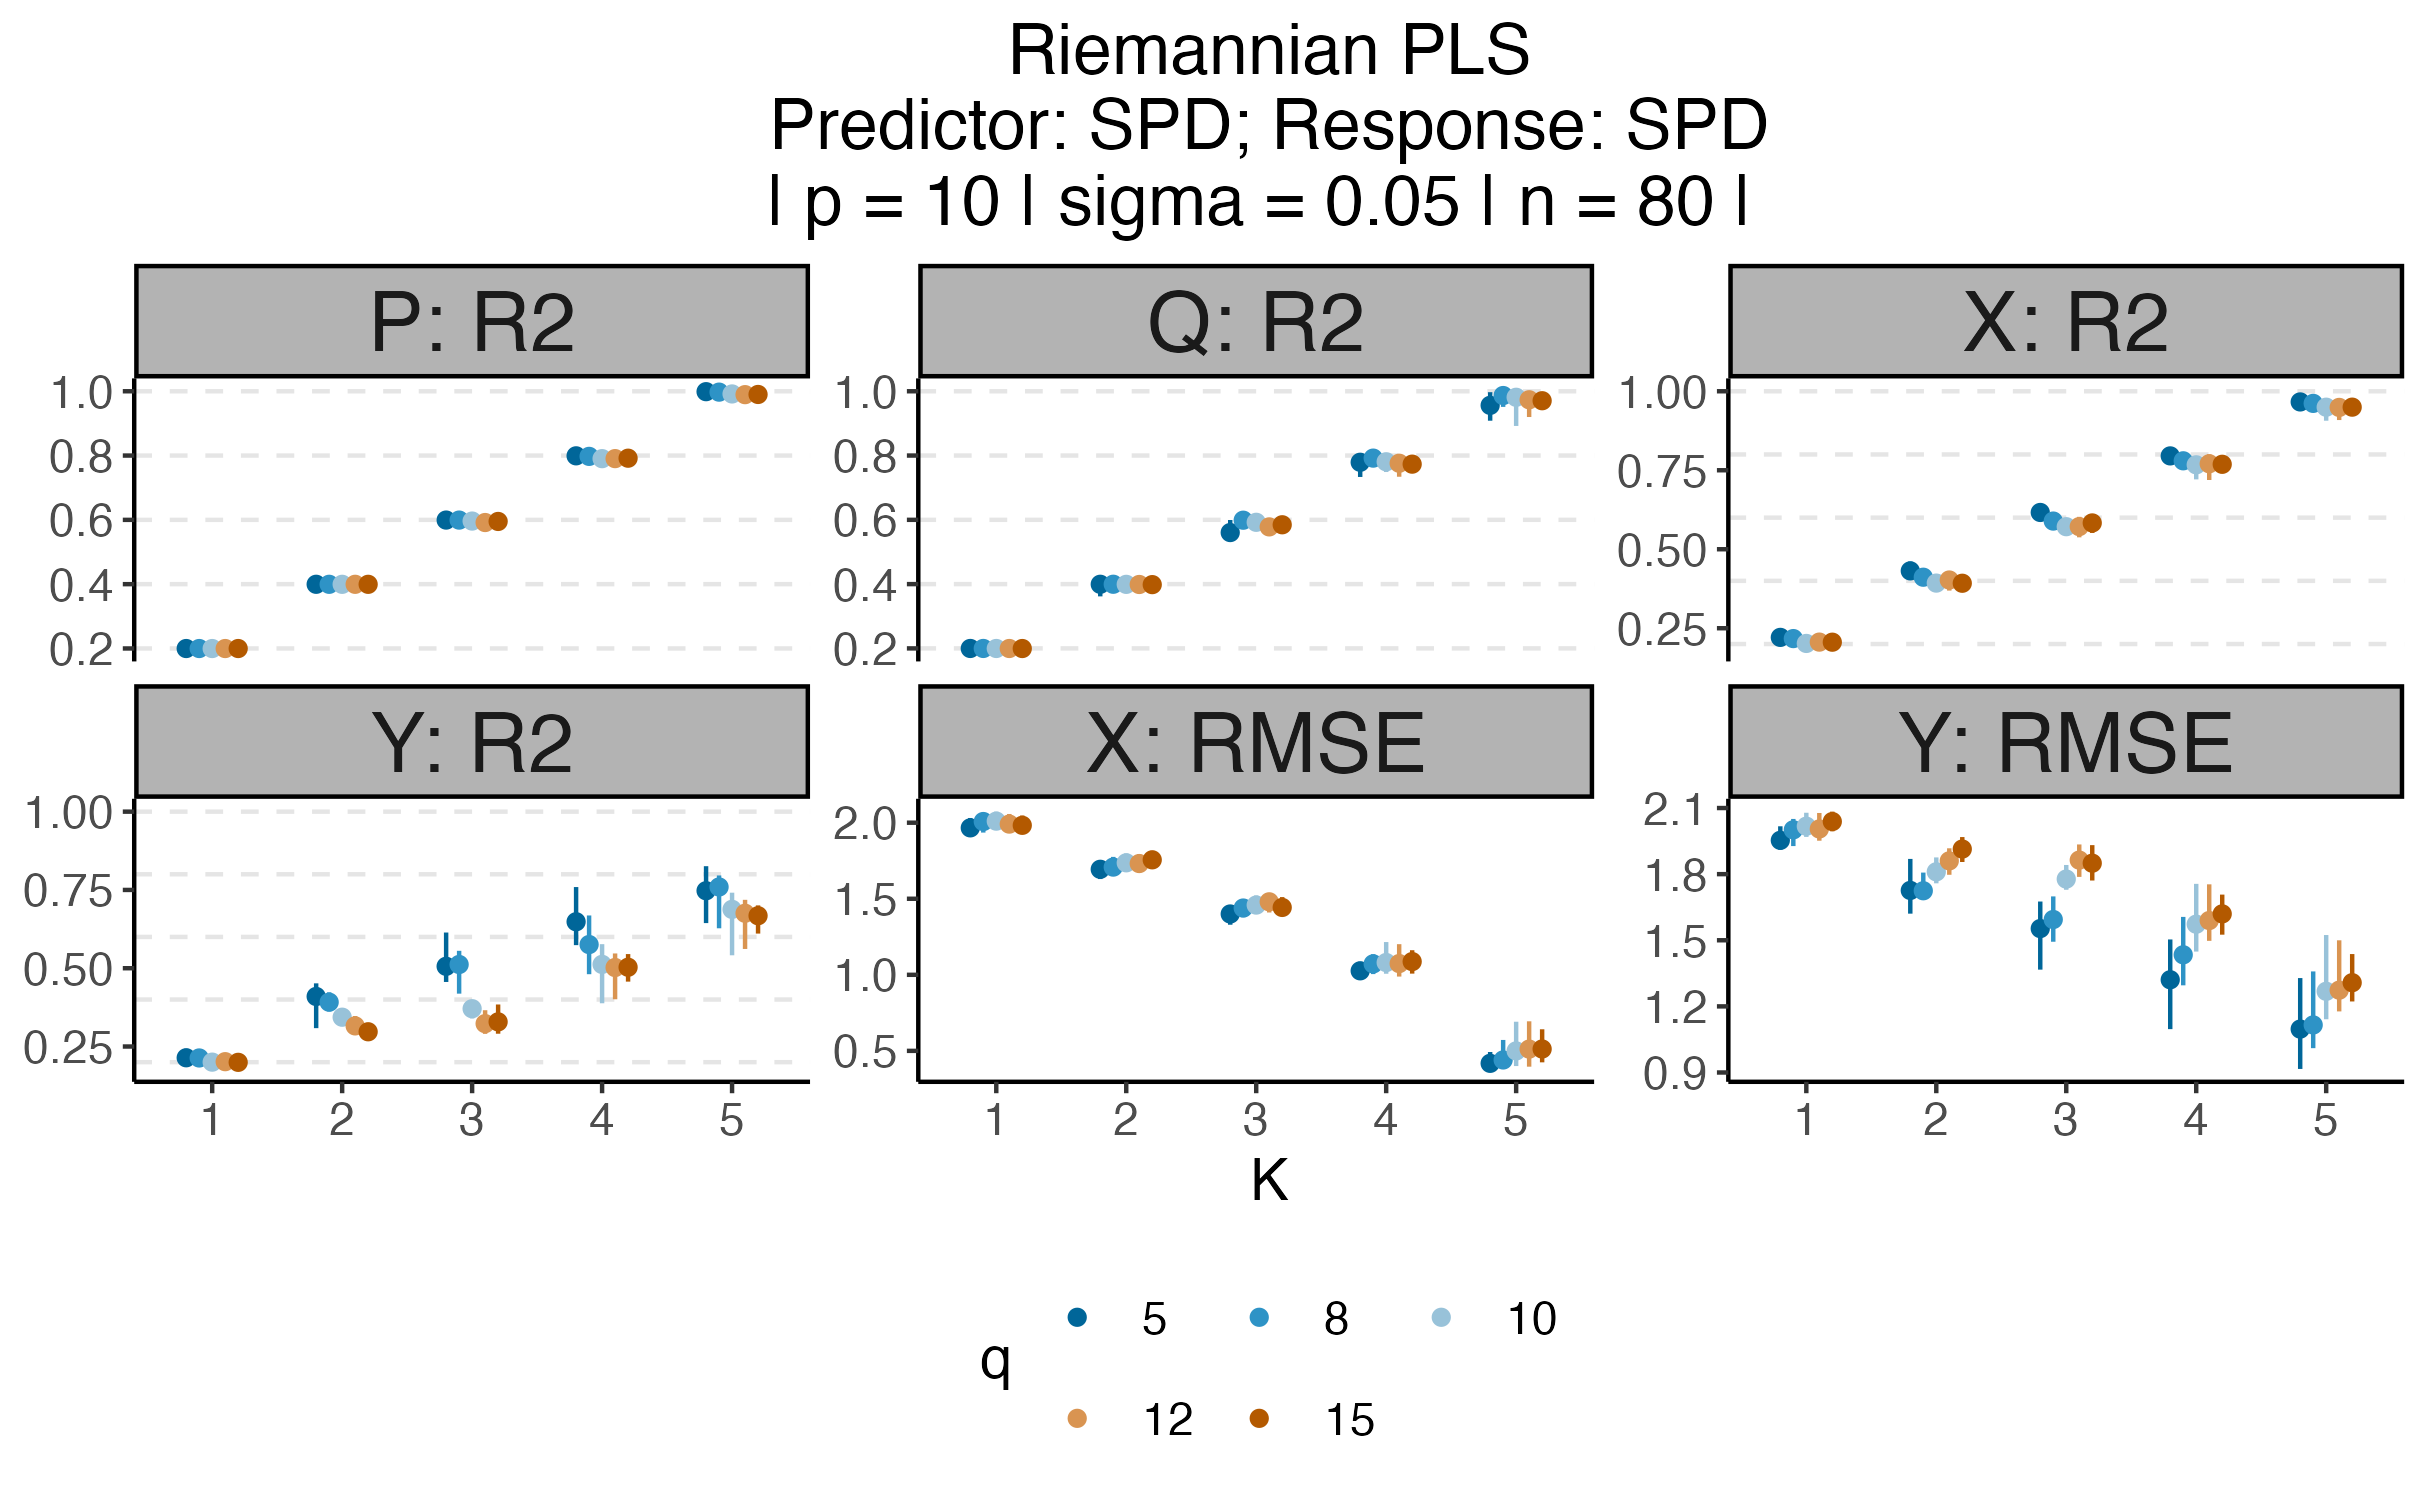 Riemannian PLS
Predictor: SPD; Response: SPD
| p = 10 | sigma = 0.05 | n = 80 |
P: R2
Q: R2
X: R2
1.0
0.8
0.6
0.4
0.2
1.0
0.8
0.6
0.4
0.2
1.00
0.75
0.50
0.25
Y: R2
X: RMSE
Y: RMSE
1.00
0.75
0.50
0.25
2.0
1.5
1.0
0.5
2.1
1.8
1.5
1.2
0.9
1 2 3 4 5
1 2 3 4 5
1 2 3 4 5
K
q
5 8 10
12 15